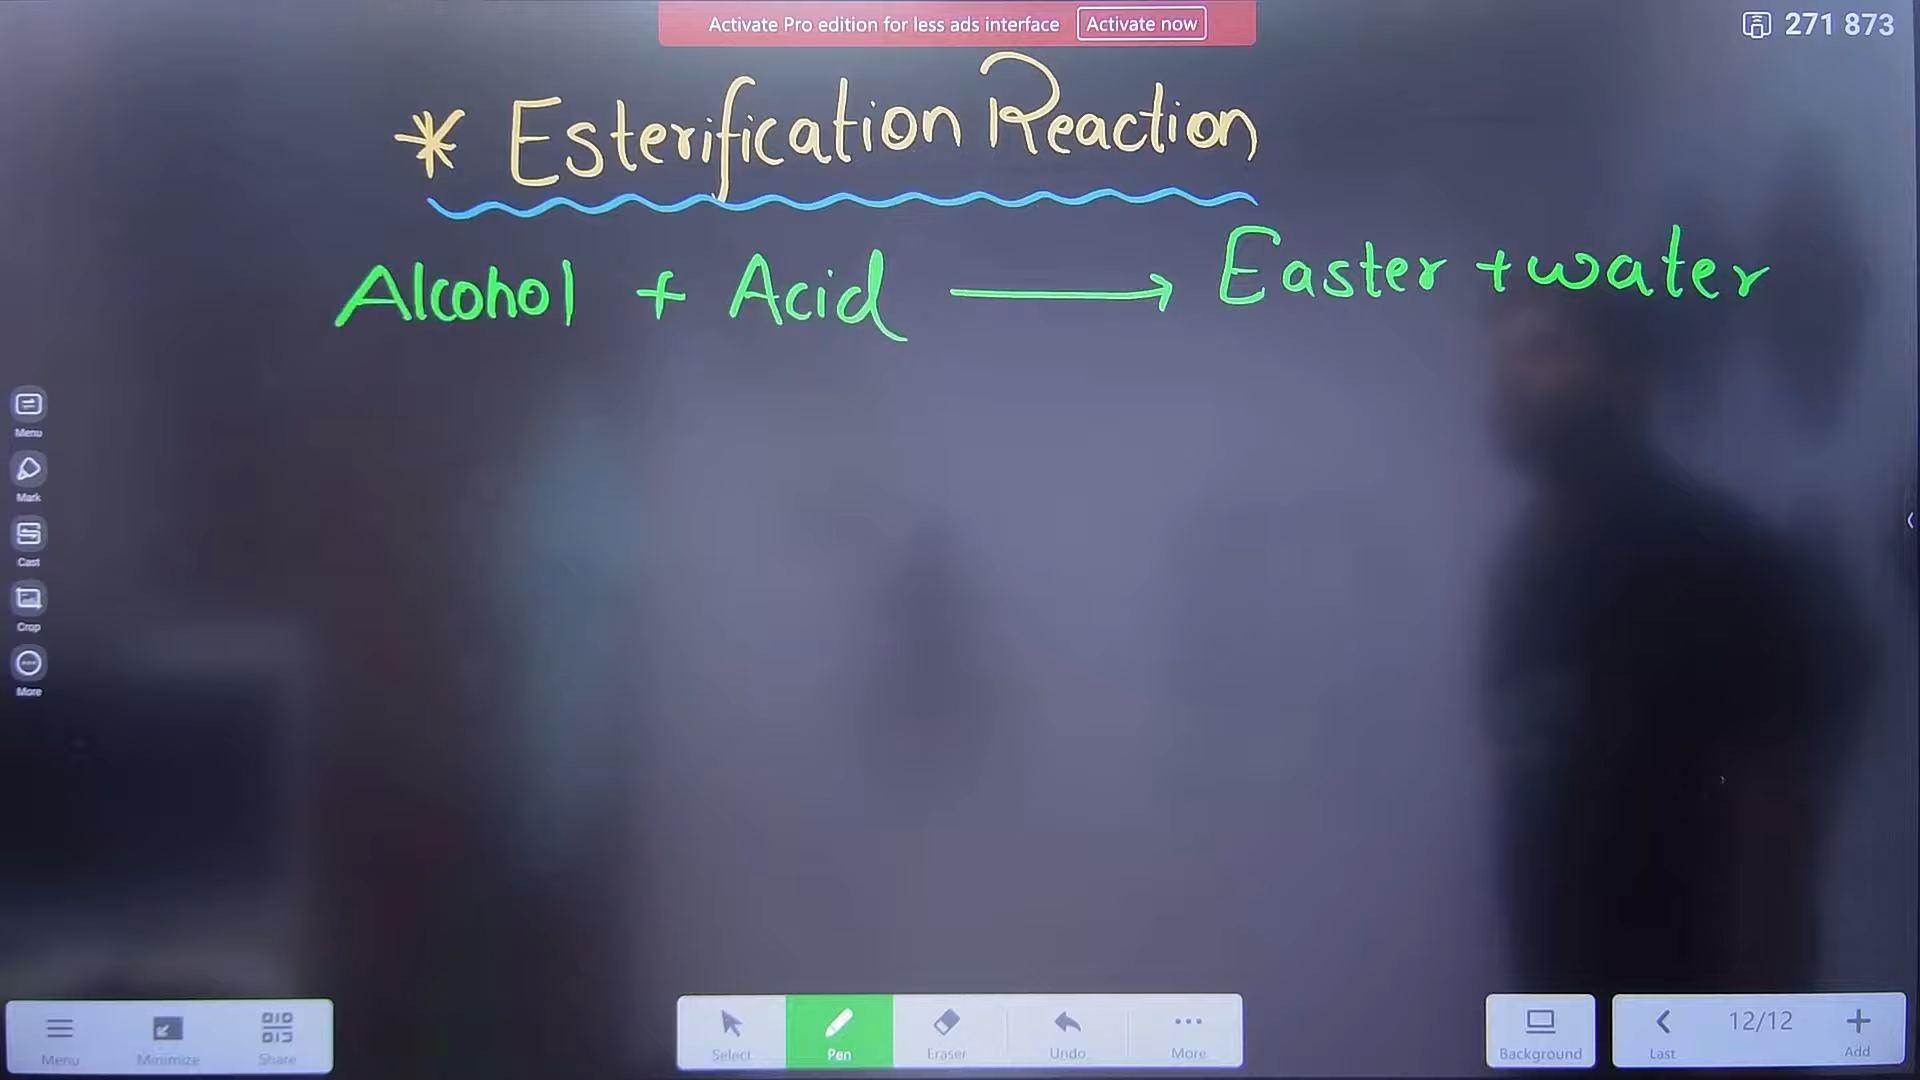 Activate Pro edition for less ads interface Activate now
271 873
* Esterification Reaction
Alcohol + Acid ⟶ Easter + water
Menu
Mark
Cast
Crop
More
Menu Minimize Share
Select Pen Eraser Undo More
Background
Last 12/12 Add